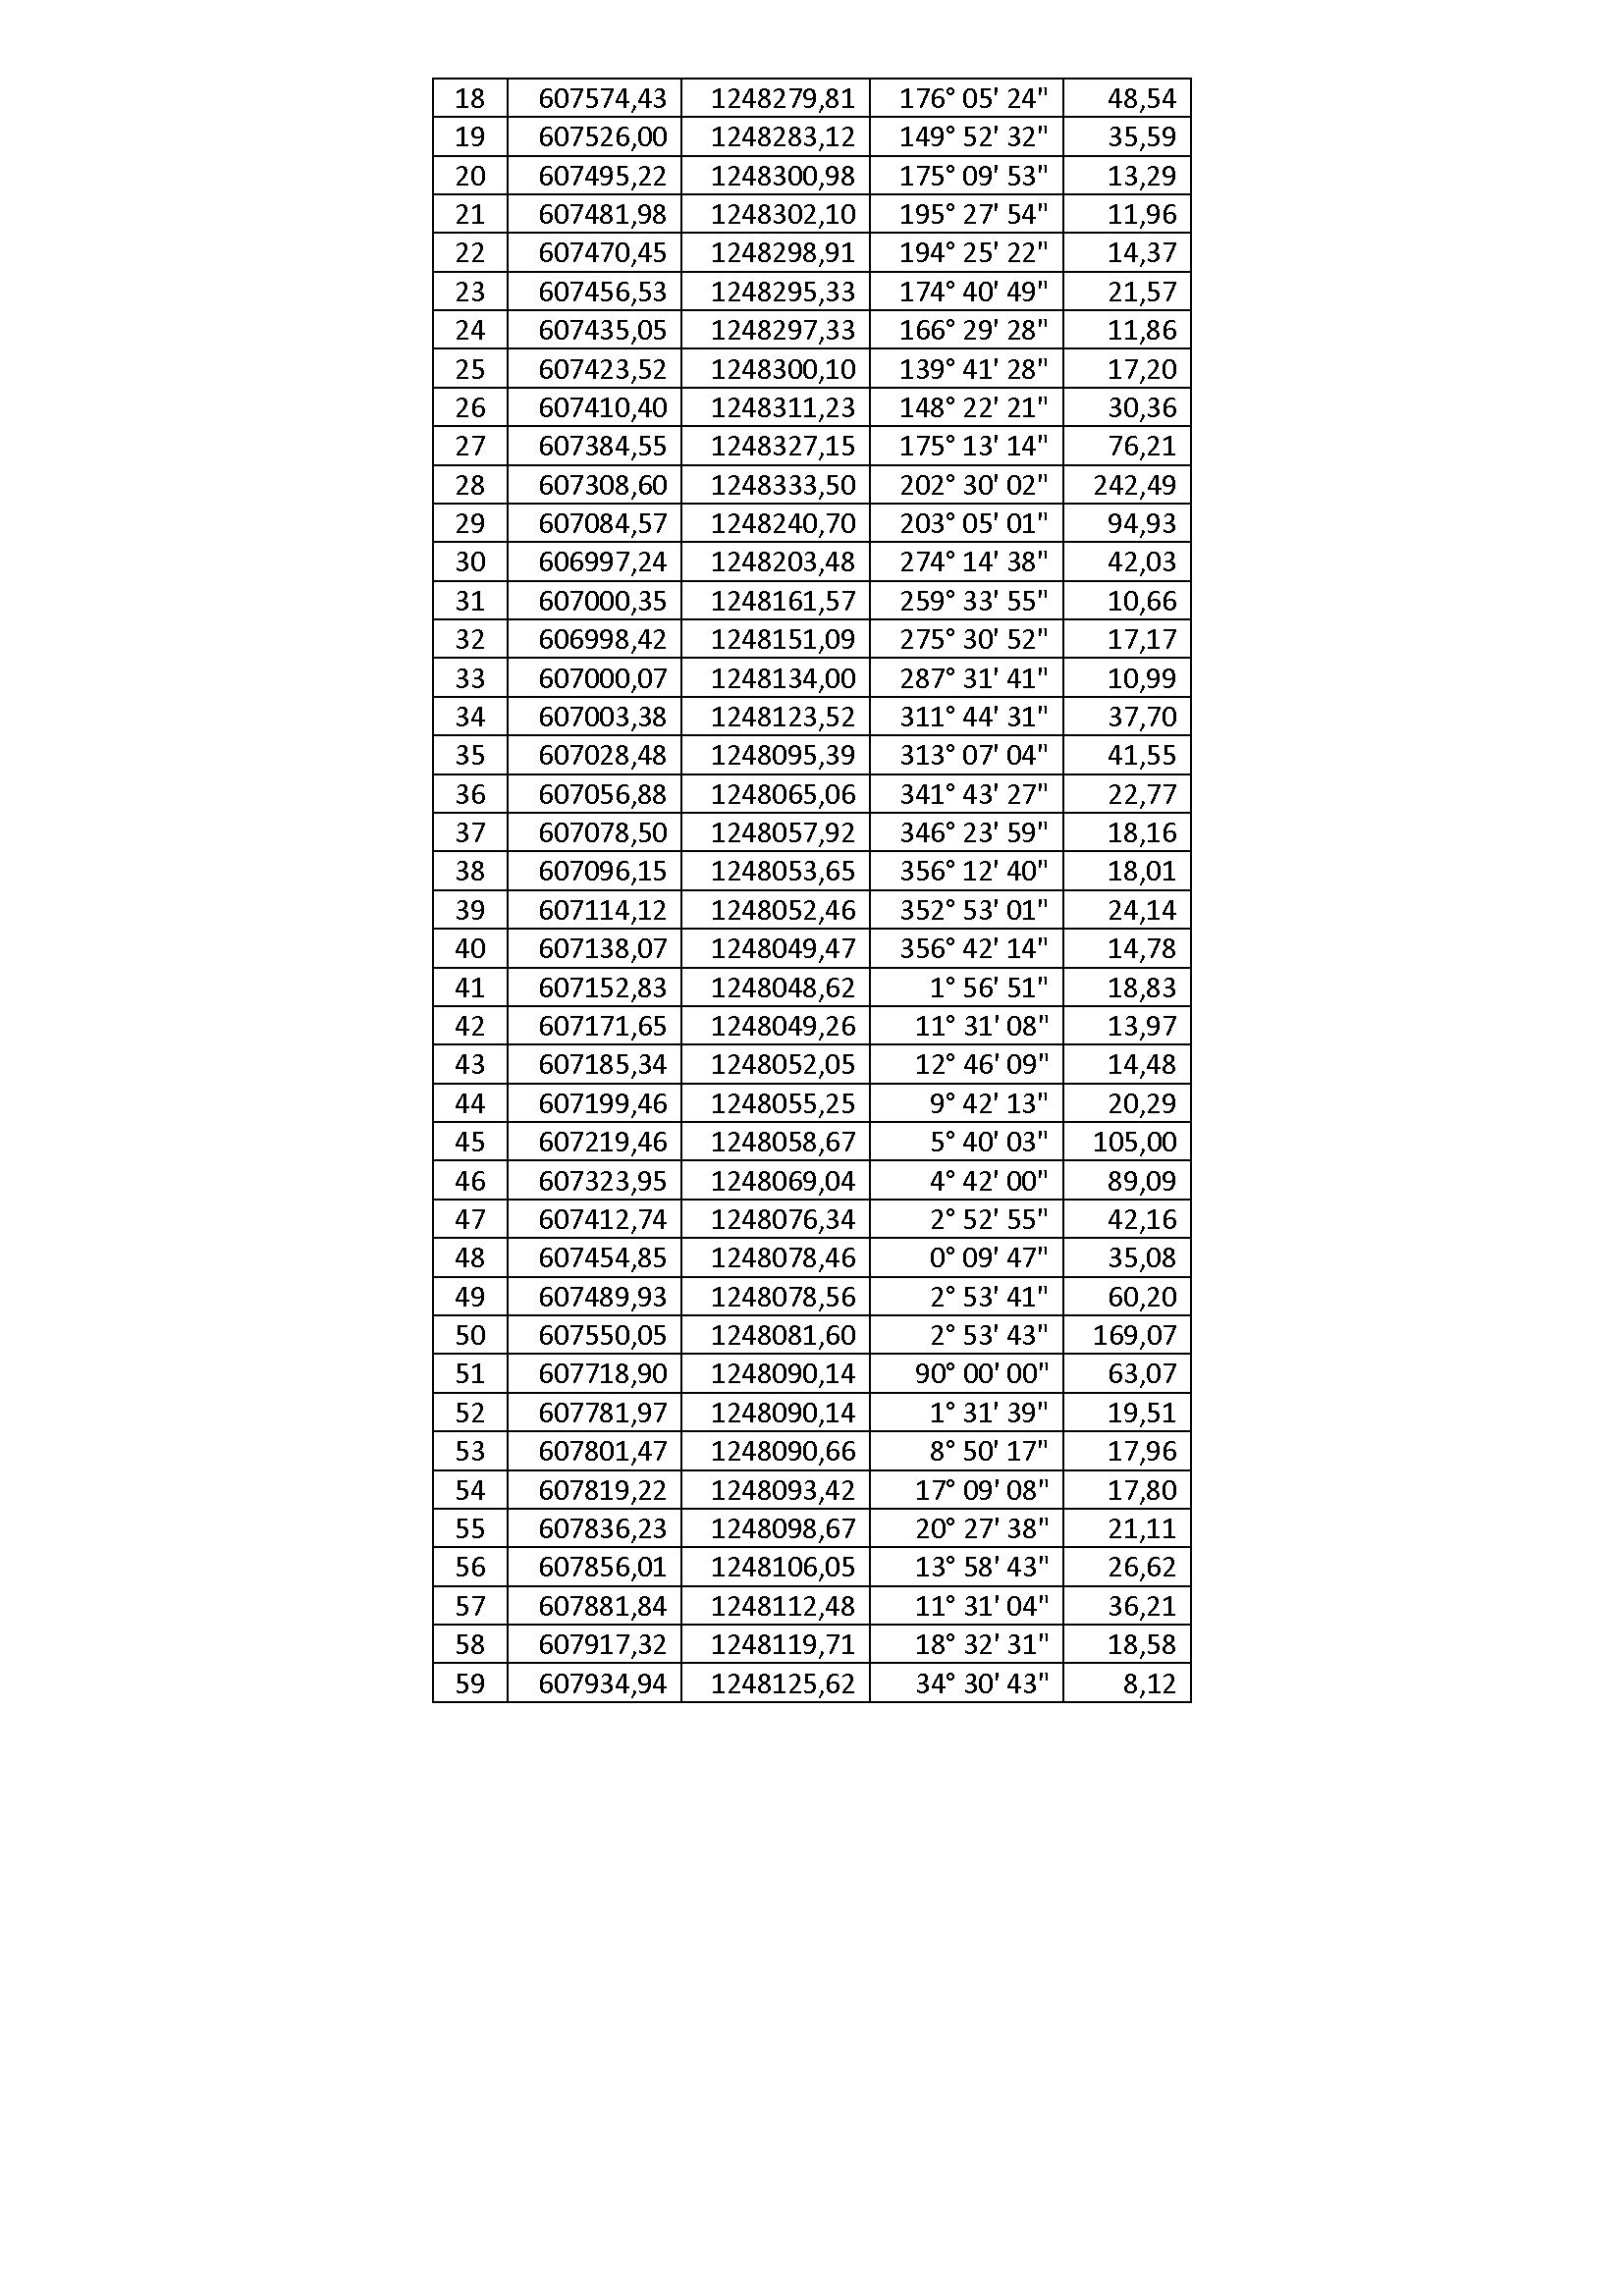 18 607574,43 1248279,81 176° 05' 24" 48,54
19 607526,00 1248283,12 149° 52' 32" 35,59
20 607495,22 1248300,98 175° 09' 53" 13,29
21 607481,98 1248302,10 195° 27' 54" 11,96
22 607470,45 1248298,91 194° 25' 22" 14,37
23 607456,53 1248295,33 174° 40' 49" 21,57
24 607435,05 1248297,33 166° 29' 28" 11,86
25 607423,52 1248300,10 139° 41' 28" 17,20
26 607410,40 1248311,23 148° 22' 21" 30,36
27 607384,55 1248327,15 175° 13' 14" 76,21
28 607308,60 1248333,50 202° 30' 02" 242,49
29 607084,57 1248240,70 203° 05' 01" 94,93
30 606997,24 1248203,48 274° 14' 38" 42,03
31 607000,35 1248161,57 259° 33' 55" 10,66
32 606998,42 1248151,09 275° 30' 52" 17,17
33 607000,07 1248134,00 287° 31' 41" 10,99
34 607003,38 1248123,52 311° 44' 31" 37,70
35 607028,48 1248095,39 313° 07' 04" 41,55
36 607056,88 1248065,06 341° 43' 27" 22,77
37 607078,50 1248057,92 346° 23' 59" 18,16
38 607096,15 1248053,65 356° 12' 40" 18,01
39 607114,12 1248052,46 352° 53' 01" 24,14
40 607138,07 1248049,47 356° 42' 14" 14,78
41 607152,83 1248048,62 1° 56' 51" 18,83
42 607171,65 1248049,26 11° 31' 08" 13,97
43 607185,34 1248052,05 12° 46' 09" 14,48
44 607199,46 1248055,25 9° 42' 13" 20,29
45 607219,46 1248058,67 5° 40' 03" 105,00
46 607323,95 1248069,04 4° 42' 00" 89,09
47 607412,74 1248076,34 2° 52' 55" 42,16
48 607454,85 1248078,46 0° 09' 47" 35,08
49 607489,93 1248078,56 2° 53' 41" 60,20
50 607550,05 1248081,60 2° 53' 43" 169,07
51 607718,90 1248090,14 90° 00' 00" 63,07
52 607781,97 1248090,14 1° 31' 39" 19,51
53 607801,47 1248090,66 8° 50' 17" 17,96
54 607819,22 1248093,42 17° 09' 08" 17,80
55 607836,23 1248098,67 20° 27' 38" 21,11
56 607856,01 1248106,05 13° 58' 43" 26,62
57 607881,84 1248112,48 11° 31' 04" 36,21
58 607917,32 1248119,71 18° 32' 31" 18,58
59 607934,94 1248125,62 34° 30' 43" 8,12